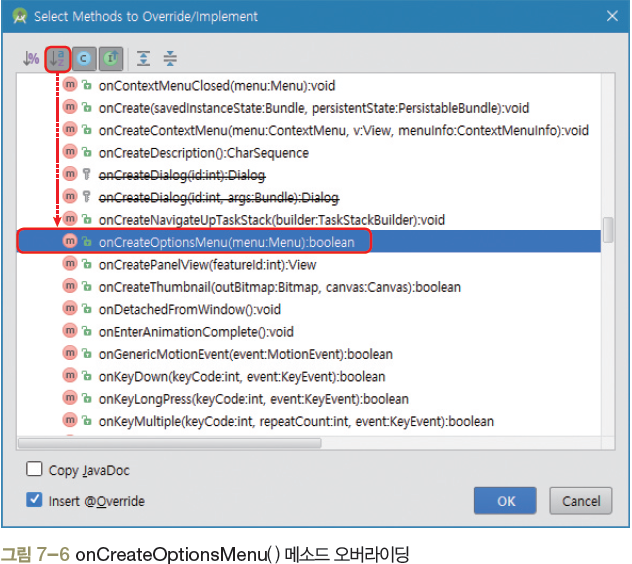 Select Methods to Override/Implement
onContextMenuClosed(menu:Menu):void
onCreate(savedInstanceState:Bundle, persistentState:PersistableBundle):void
onCreateContextMenu(menu:ContextMenu, v:View, menuInfo:ContextMenuInfo):void
onCreateDescription():CharSequence
onCreateDialog(id:int):Dialog
onCreateDialog(id:int, args:Bundle):Dialog
onCreateNavigateUpTaskStack(builder:TaskStackBuilder):void
onCreateOptionsMenu(menu:Menu):boolean
onCreatePanelView(featureId:int):View
onCreateThumbnail(outBitmap:Bitmap, canvas:Canvas):boolean
onDetachedFromWindow():void
onEnterAnimationComplete():void
onGenericMotionEvent(event:MotionEvent):boolean
onKeyDown(keyCode:int, event:KeyEvent):boolean
onKeyLongPress(keyCode:int, event:KeyEvent):boolean
onKeyMultiple(keyCode:int, repeatCount:int, event:KeyEvent):boolean
Copy JavaDoc
Insert @Override
OK
Cancel
그림 7-6 onCreateOptionsMenu( ) 메소드 오버라이딩